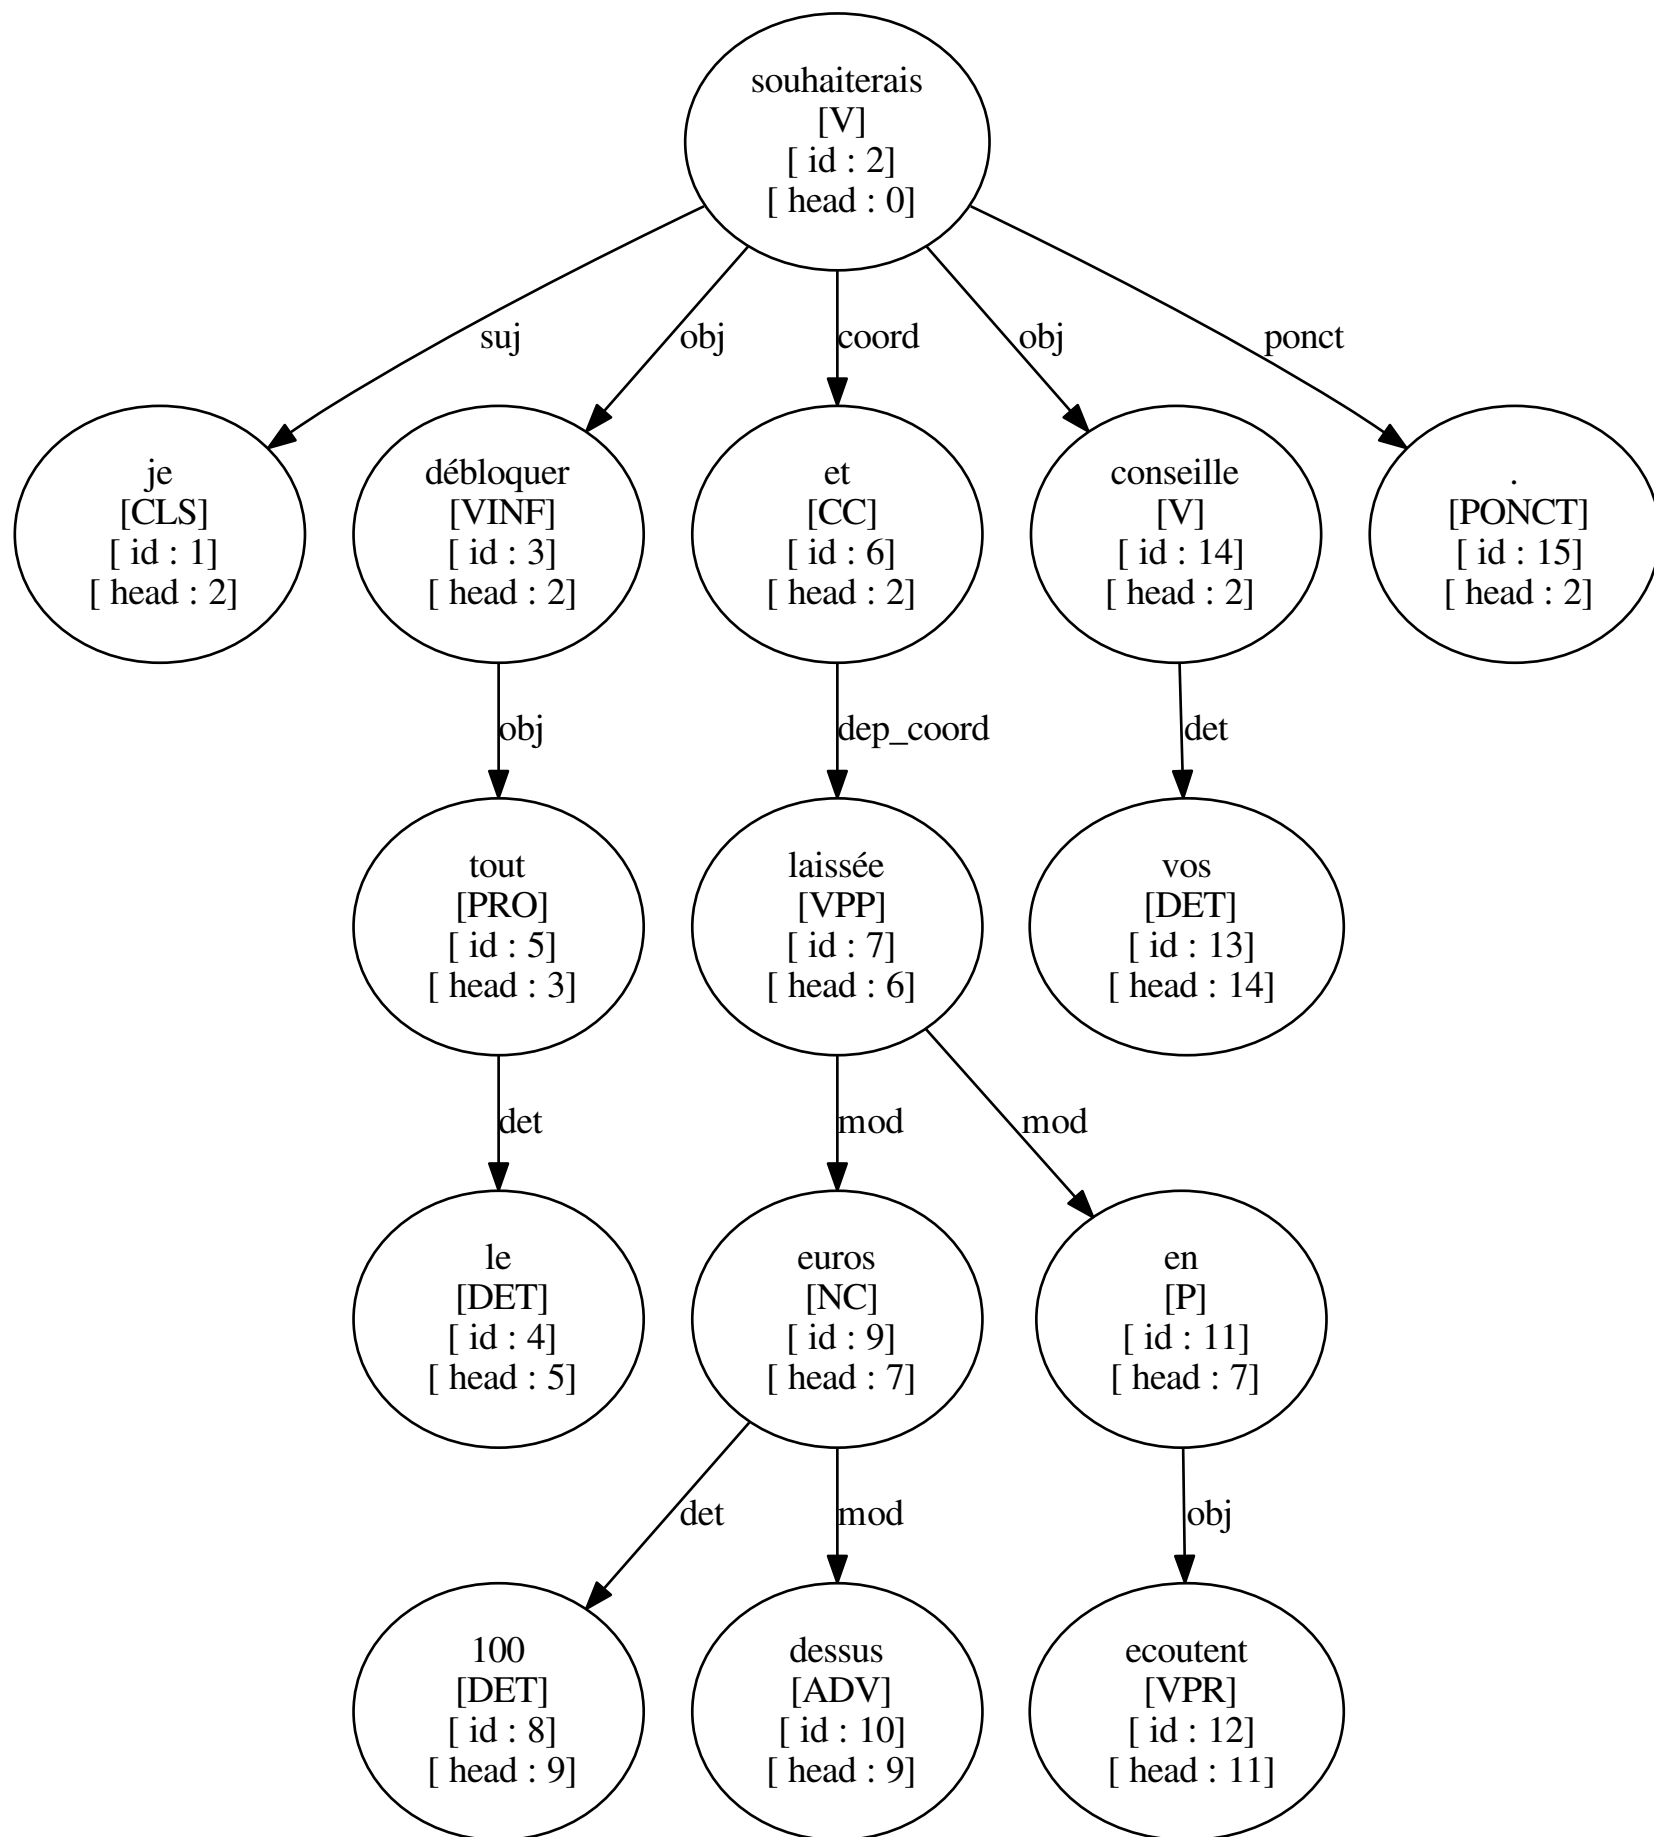 souhaiterais
[V]
[ id : 2]
[ head : 0]
suj
obj
coord
obj
ponct
je
[CLS]
[ id : 1]
[ head : 2]
débloquer
[VINF]
[ id : 3]
[ head : 2]
et
[CC]
[ id : 6]
[ head : 2]
conseille
[V]
[ id : 14]
[ head : 2]
.
[PONCT]
[ id : 15]
[ head : 2]
obj
dep_coord
det
tout
[PRO]
[ id : 5]
[ head : 3]
laissée
[VPP]
[ id : 7]
[ head : 6]
vos
[DET]
[ id : 13]
[ head : 14]
det
mod
mod
le
[DET]
[ id : 4]
[ head : 5]
euros
[NC]
[ id : 9]
[ head : 7]
en
[P]
[ id : 11]
[ head : 7]
det
mod
obj
100
[DET]
[ id : 8]
[ head : 9]
dessus
[ADV]
[ id : 10]
[ head : 9]
ecoutent
[VPR]
[ id : 12]
[ head : 11]